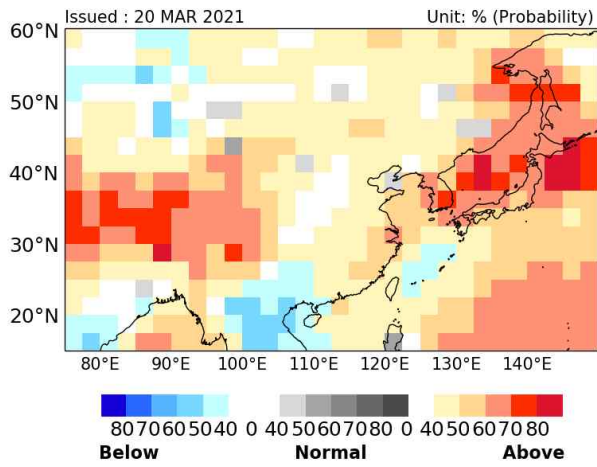 Issued : 20 MAR 2021 Unit: % (Probability)
60°N
50°N
40°N
30°N
20°N
80°E 90°E 100°E 110°E 120°E 130°E 140°E
80 70 60 50 40 0 40 50 60 70 80 0 40 50 60 70 80
Below Normal Above